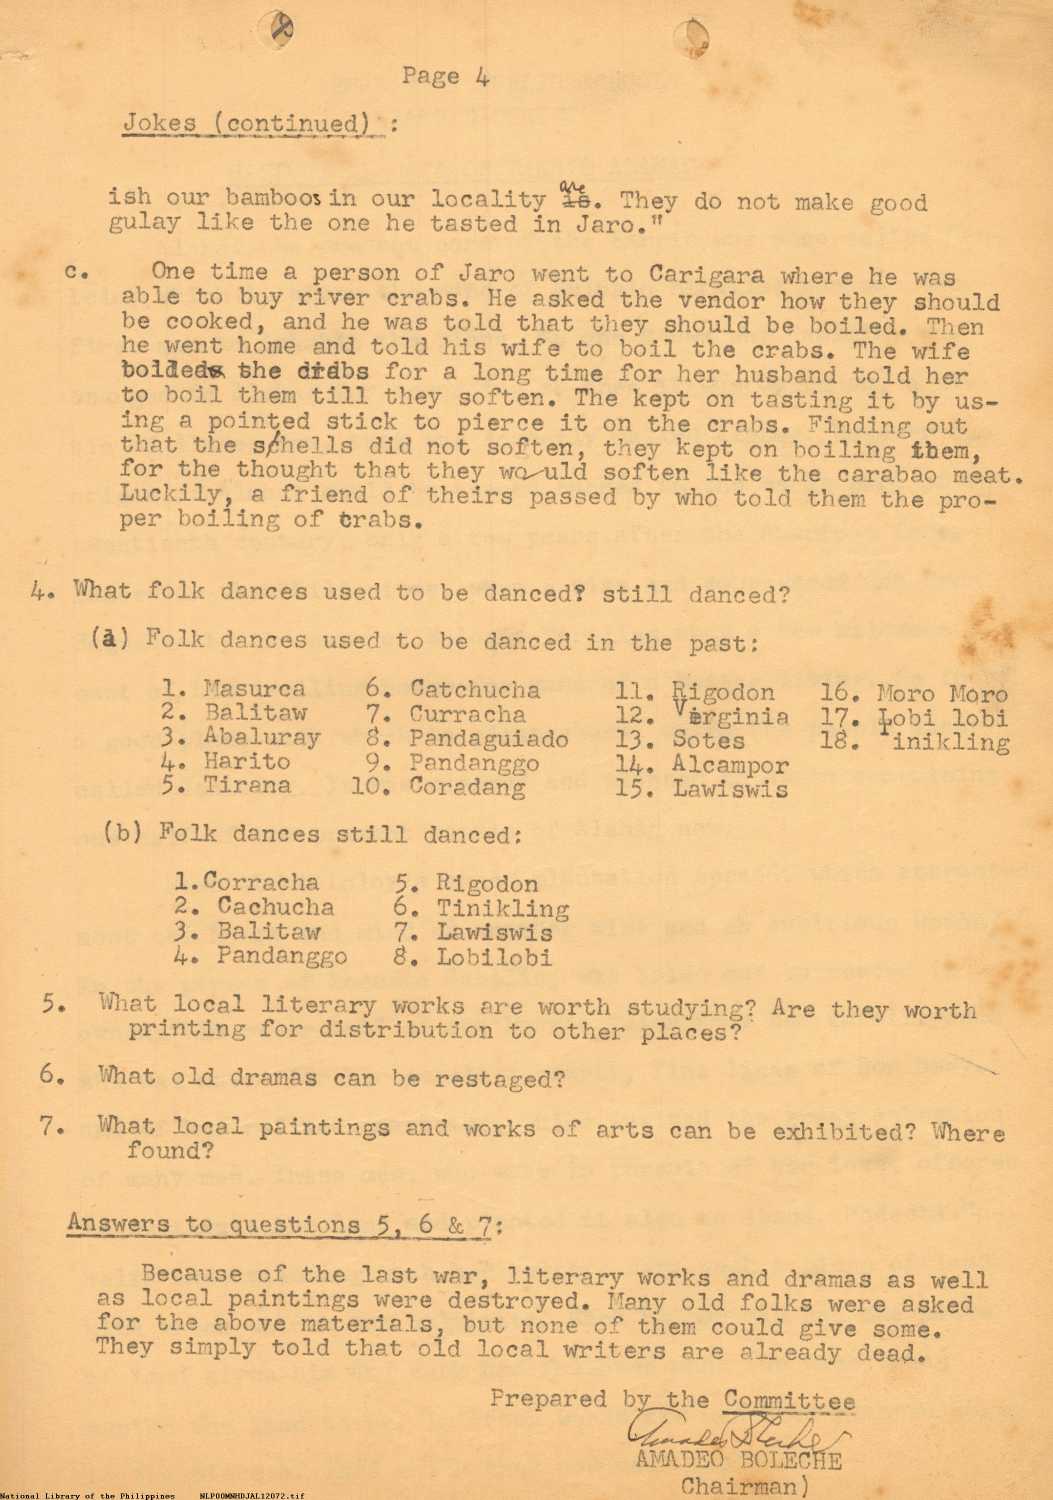 Page 4
Jokes (continued) :
ish our bamboos in our locality are. They do not make good
gulay like the one he tasted in Jaro."
c. One time a person of Jaro went to Carigara where he was
able to buy river crabs. He asked the vendor how they should
be cooked, and he was told that they should be boiled. Then
he went home and told his wife to boil the crabs. The wife
boiled the crabs for a long time for her husband told her
to boil them till they soften. The kept on tasting it by us-
ing a pointed stick to pierce it on the crabs. Finding out
that the shells did not soften, they kept on boiling them,
for the thought that they would soften like the carabao meat.
Luckily, a friend of theirs passed by who told them the pro-
per boiling of crabs.
4. What folk dances used to be danced? still danced?
(a) Folk dances used to be danced in the past:
1. Masurca 6. Catchucha 11. Rigodon 16. Moro Moro
2. Balitaw 7. Curracha 12. Virginia 17. Lobi lobi
3. Abaluray 8. Pandaguiado 13. Sotes 18. Tinikling
4. Harito 9. Pandanggo 14. Alcampor
5. Tirana 10. Coradang 15. Lawiswis
(b) Folk dances still danced:
1. Corracha 5. Rigodon
2. Cachucha 6. Tinikling
3. Balitaw 7. Lawiswis
4. Pandanggo 8. Lobilobi
5. What local literary works are worth studying? Are they worth
printing for distribution to other places?
6. What old dramas can be restaged?
7. What local paintings and works of arts can be exhibited? Where
found?
Answers to questions 5, 6 & 7:
Because of the last war, literary works and dramas as well
as local paintings were destroyed. Many old folks were asked
for the above materials, but none of them could give some.
They simply told that old local writers are already dead.
Prepared by the Committee
Amadeo Boleche
AMADEO BOLECHE
Chairman)
National Library of the Philippines NLPOOMNHDJAL12072.tif